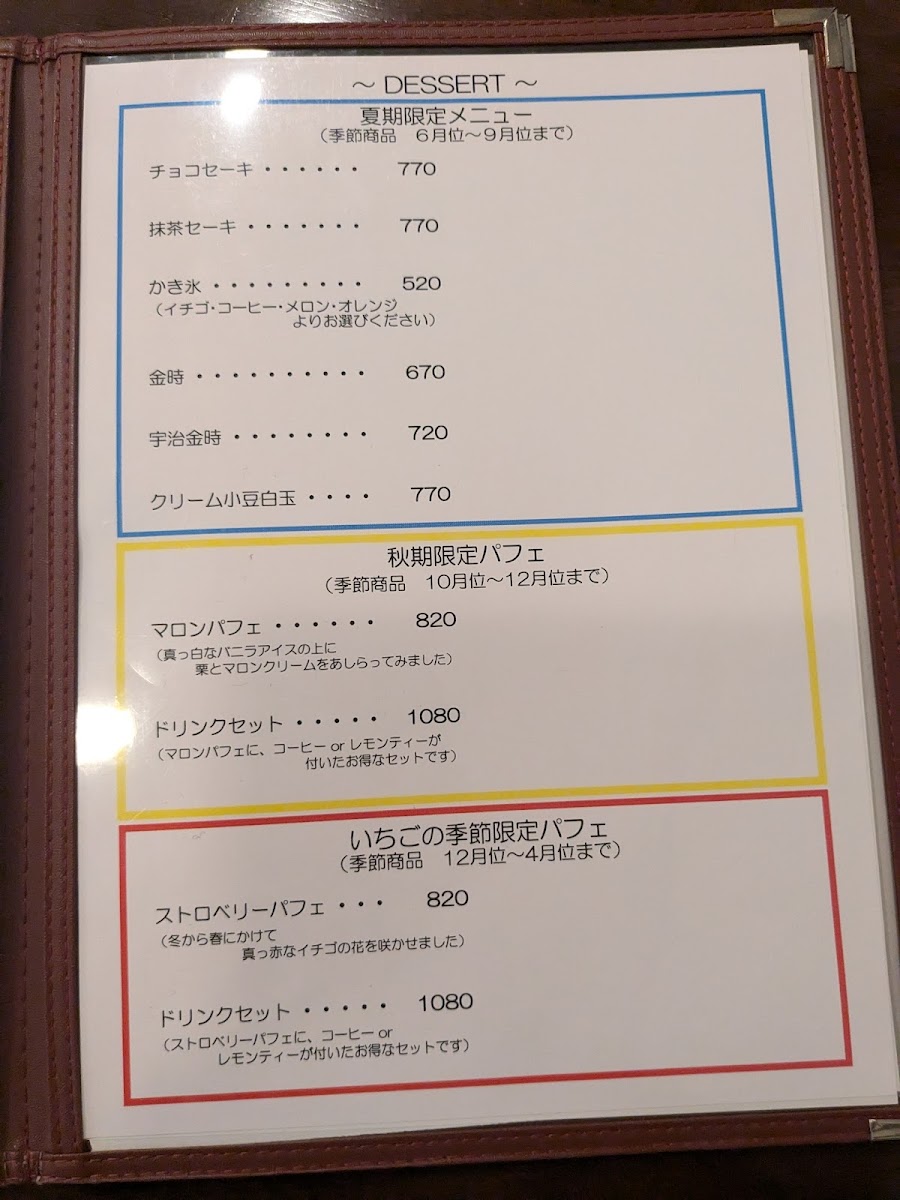 ～ DESSERT ～
夏期限定メニュー
（季節商品　６月位～９月位まで）
チョコセーキ ・・・・・・ 770
抹茶セーキ ・・・・・・・ 770
かき氷 ・・・・・・・・・ 520
（イチゴ・コーヒー・メロン・オレンジ
よりお選びください）
金時 ・・・・・・・・・・ 670
宇治金時 ・・・・・・・・ 720
クリーム小豆白玉 ・・・・ 770
秋期限定パフェ
（季節商品　10月位～12月位まで）
マロンパフェ ・・・・・・ 820
（真っ白なバニラアイスの上に
栗とマロンクリームをあしらってみました）
ドリンクセット ・・・・・ 1080
（マロンパフェに、コーヒー or レモンティーが
付いたお得なセットです）
いちごの季節限定パフェ
（季節商品　12月位～4月位まで）
ストロベリーパフェ ・・・ 820
（冬から春にかけて
真っ赤なイチゴの花を咲かせました）
ドリンクセット ・・・・・ 1080
（ストロベリーパフェに、コーヒー or
レモンティーが付いたお得なセットです）